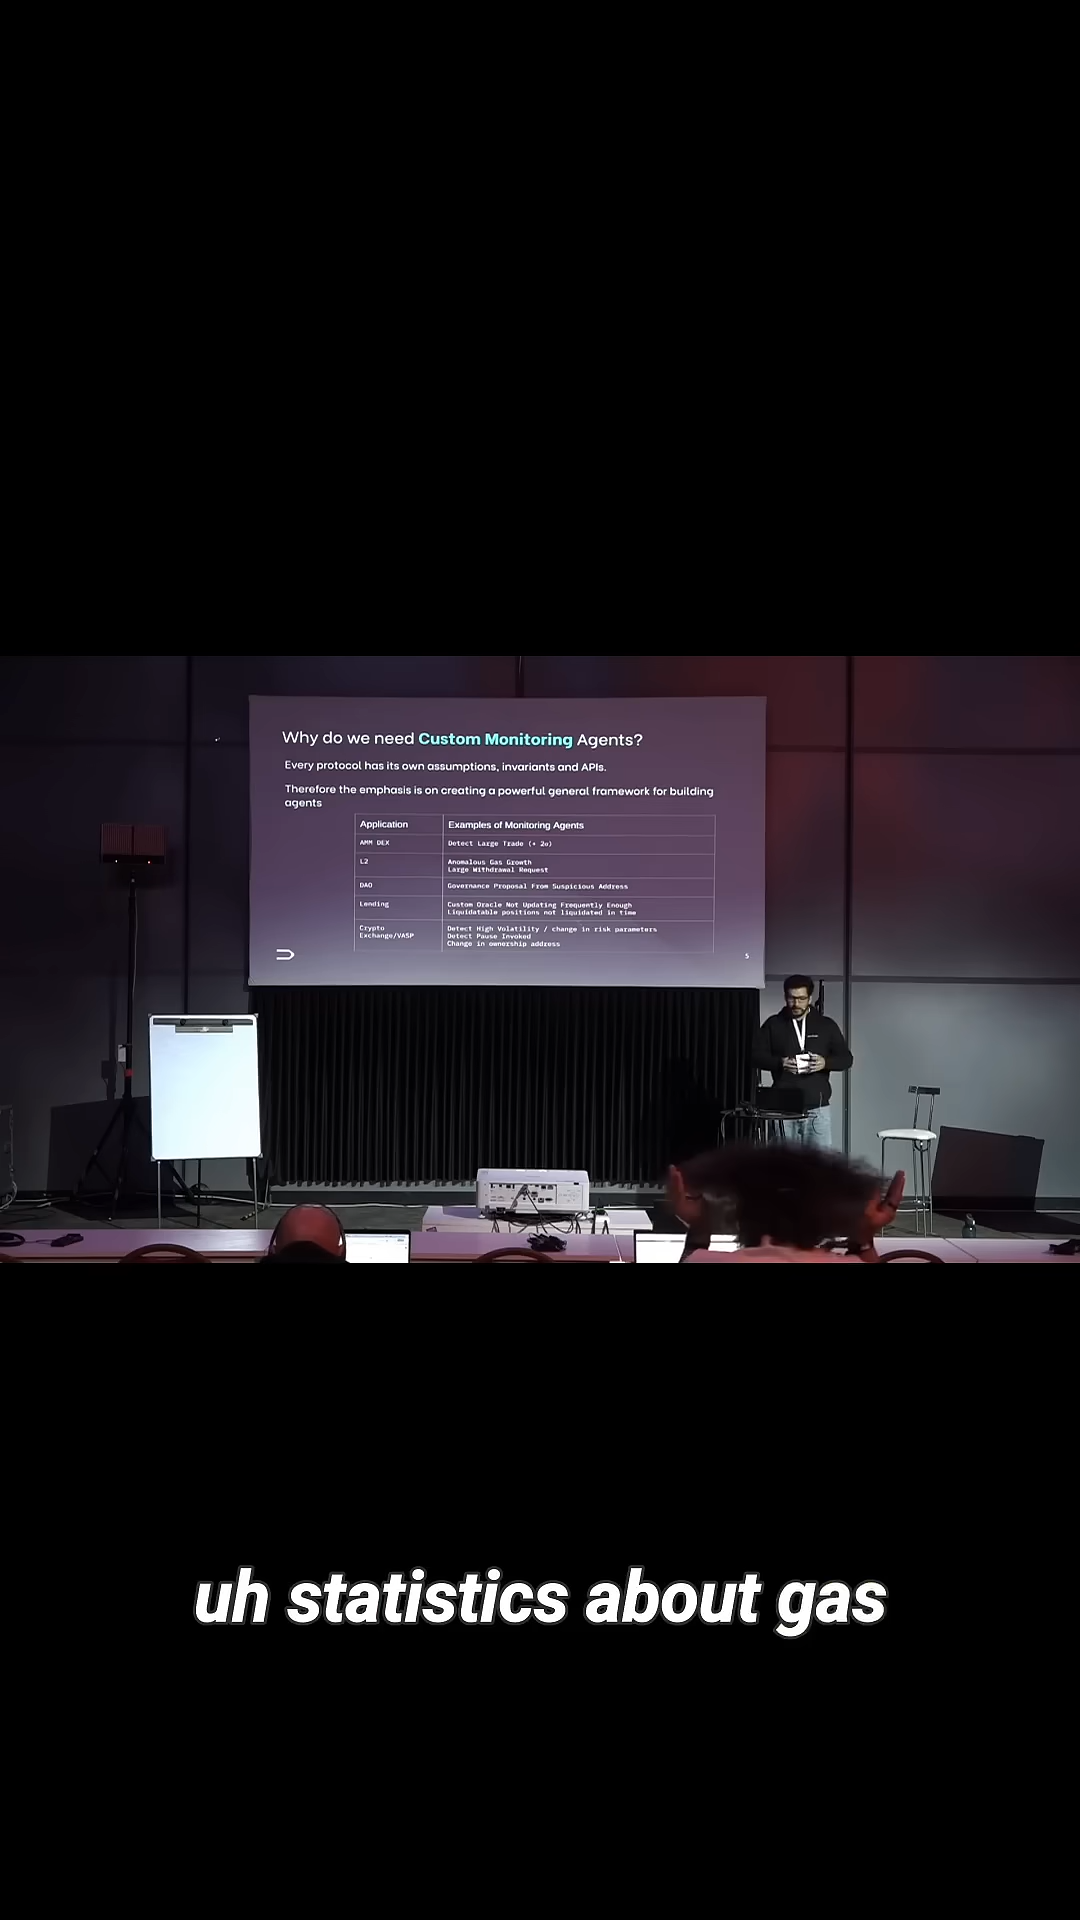 Why do we need Custom Monitoring Agents?
Every protocol has its own assumptions, invariants and APIs.
Therefore the emphasis is on creating a powerful general framework for building
agents
Application
Examples of Monitoring Agents
AMM DEX
Detect Large Trade (+ 2σ)
L2
Anomalous Gas Growth
Large Withdrawal Request
DAO
Governance Proposal From Suspicious Address
Lending
Custom Oracle Not Updating Frequently Enough
Liquidatable positions not liquidated in time
Crypto
Exchange/VASP
Detect High Volatility / change in risk parameters
Detect Pause Invoked
Change in ownership address
5
uh statistics about gas